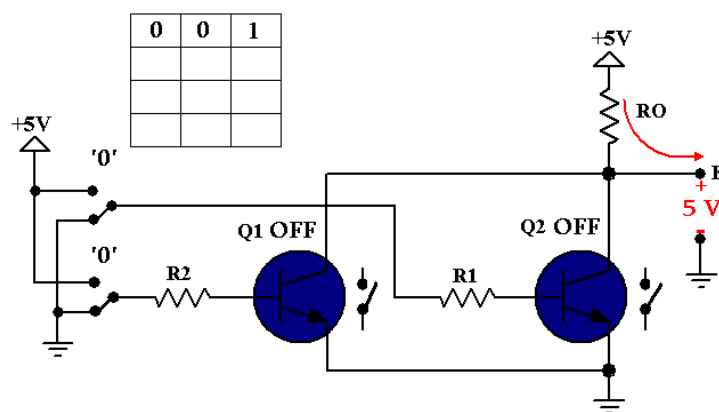 0 0 1
+5V
RO
+5V
'0'
+
5 V
-
Q1 OFF
Q2 OFF
'0'
R2
R1